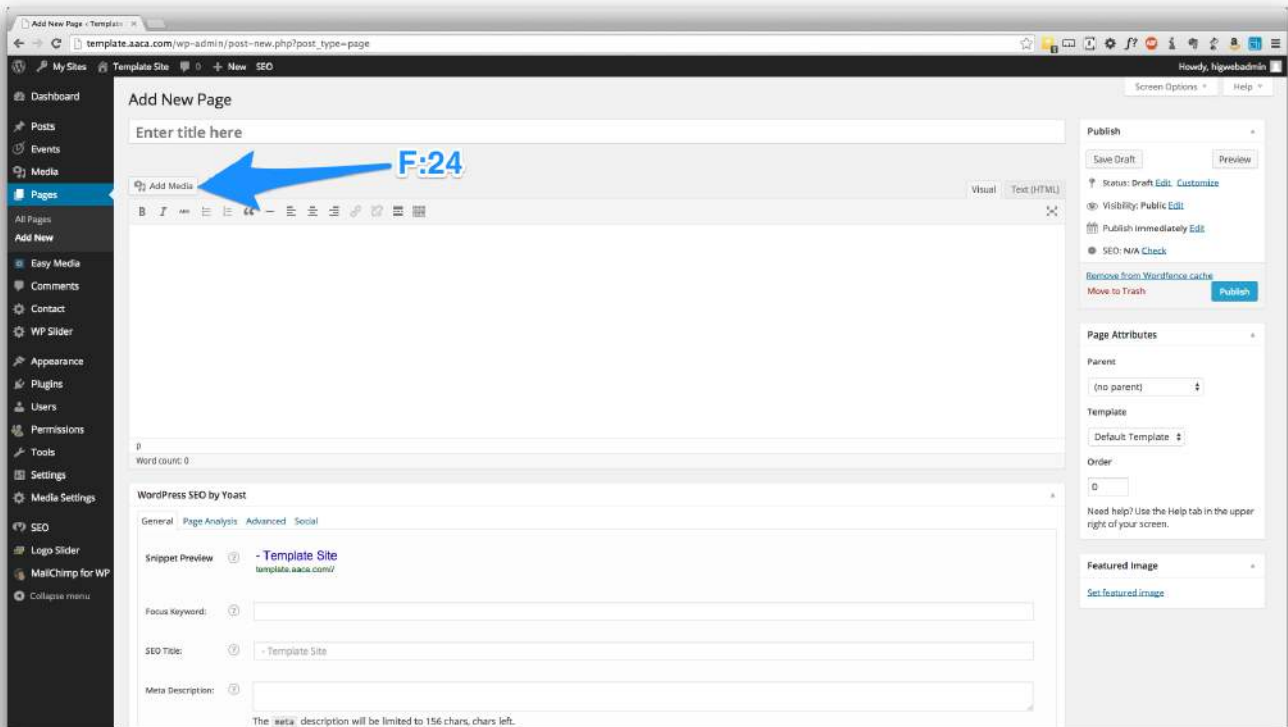 Add New Page ‹ Template
template.aaca.com/wp-admin/post-new.php?post_type=page
My Sites Template Site 0 + New SEO
Howdy, higwebadmin
Screen Options Help
Dashboard
Posts
Events
Media
Pages
All Pages
Add New
Easy Media
Comments
Contact
WP Slider
Appearance
Plugins
Users
Permissions
Tools
Settings
Media Settings
SEO
Logo Slider
MailChimp for WP
Collapse menu
Add New Page
Enter title here
F:24
Add Media
Visual Text (HTML)
B I ABC
p
Word count: 0
WordPress SEO by Yoast
General Page Analysis Advanced Social
Snippet Preview ? - Template Site
template.aaca.com//
Focus Keyword: ?
SEO Title: ? - Template Site
Meta Description: ?
The meta description will be limited to 156 chars, chars left.
Publish
Save Draft Preview
Status: Draft Edit Customize
Visibility: Public Edit
Publish immediately Edit
SEO: N/A Check
Remove from Wordfence cache
Move to Trash Publish
Page Attributes
Parent
(no parent)
Template
Default Template
Order
0
Need help? Use the Help tab in the upper
right of your screen.
Featured Image
Set featured image